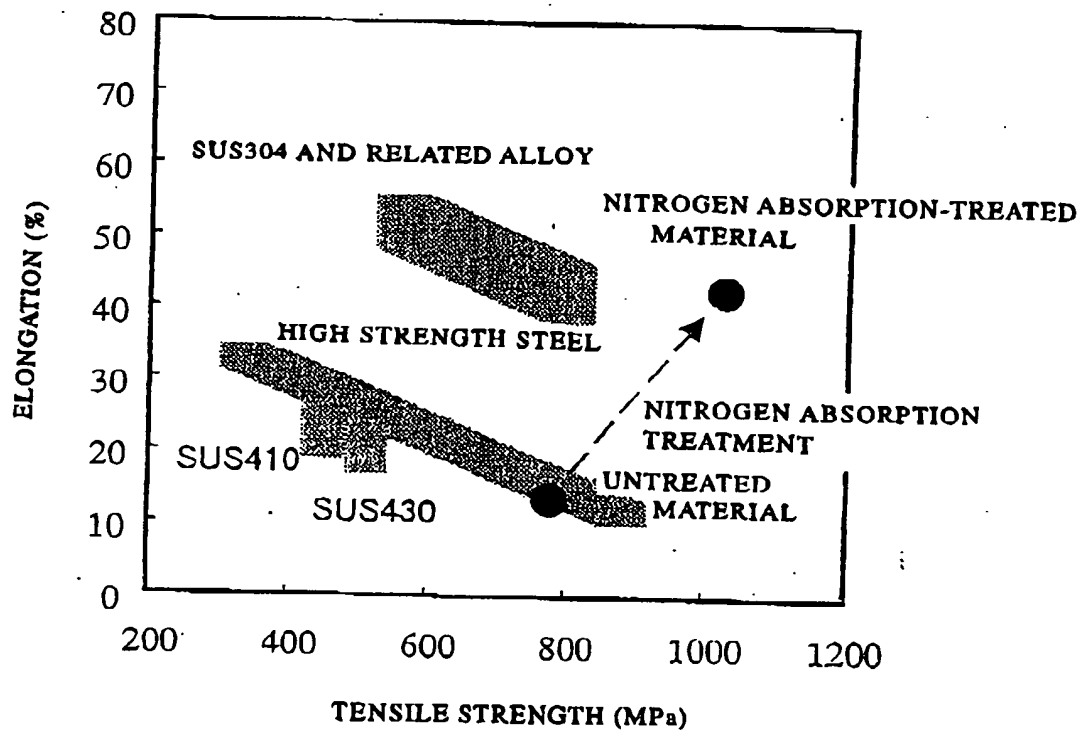 80
70
60
50
40
30
20
10
0
ELONGATION (%)
SUS304 AND RELATED ALLOY
NITROGEN ABSORPTION-TREATED
MATERIAL
HIGH STRENGTH STEEL
NITROGEN ABSORPTION
TREATMENT
SUS410
UNTREATED
MATERIAL
SUS430
200 400 600 800 1000 1200
TENSILE STRENGTH (MPa)